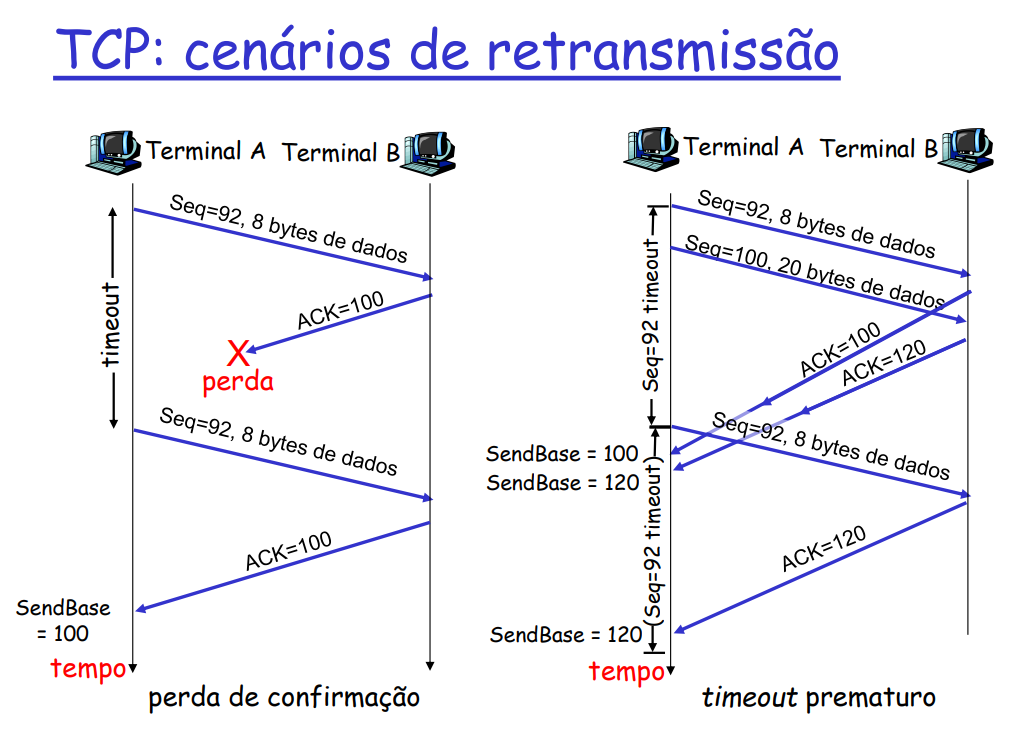 TCP: cenários de retransmissão
Terminal A
Terminal B
Seq=92, 8 bytes de dados
timeout
ACK=100
X
perda
Seq=92, 8 bytes de dados
ACK=100
SendBase
= 100
tempo
perda de confirmação
Terminal A
Terminal B
Seq=92, 8 bytes de dados
Seq=100, 20 bytes de dados
Seq=92 timeout
ACK=100
ACK=120
Seq=92, 8 bytes de dados
SendBase = 100
SendBase = 120
(Seq=92 timeout)
ACK=120
SendBase = 120
tempo
timeout prematuro